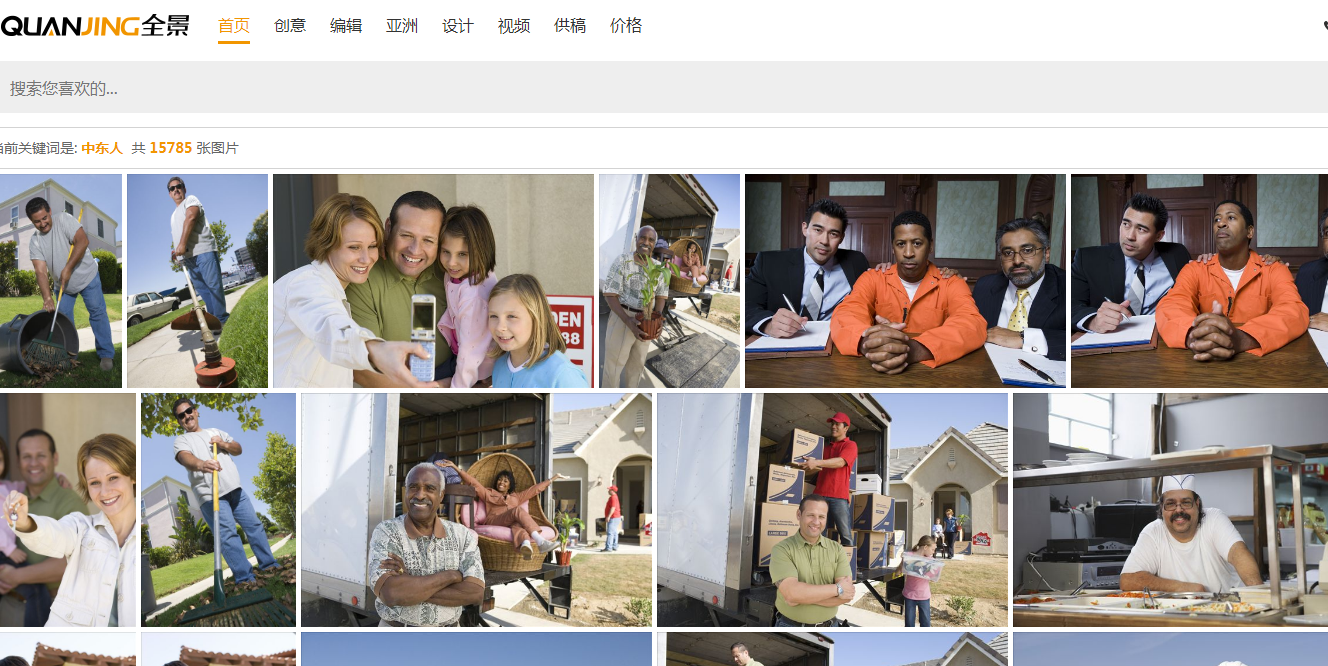 QUANJING全景
首页 创意 编辑 亚洲 设计 视频 供稿 价格
搜索您喜欢的...
前关键词是: 中东人 共 15785 张图片
DEN
88